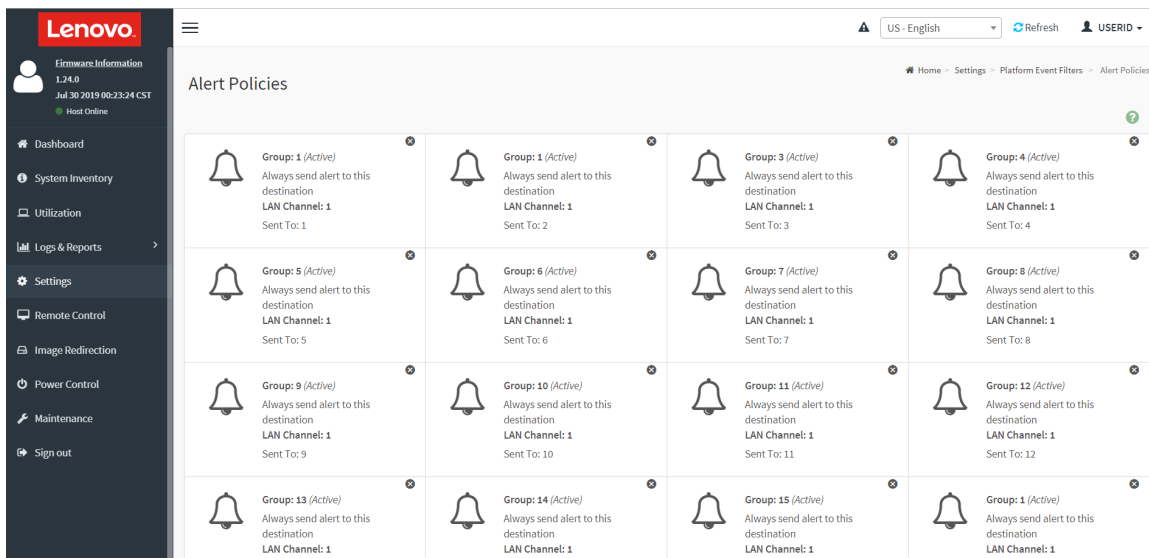 Lenovo
US - English
Refresh
USERID
Firmware Information
1.24.0
Jul 30 2019 00:23:24 CST
Host Online
Alert Policies
Home > Settings > Platform Event Filters > Alert Policies
Dashboard
System Inventory
Utilization
Logs & Reports
Settings
Remote Control
Image Redirection
Power Control
Maintenance
Sign out
Group: 1 (Active)
Always send alert to this
destination
LAN Channel: 1
Sent To: 1
Group: 1 (Active)
Always send alert to this
destination
LAN Channel: 1
Sent To: 2
Group: 3 (Active)
Always send alert to this
destination
LAN Channel: 1
Sent To: 3
Group: 4 (Active)
Always send alert to this
destination
LAN Channel: 1
Sent To: 4
Group: 5 (Active)
Always send alert to this
destination
LAN Channel: 1
Sent To: 5
Group: 6 (Active)
Always send alert to this
destination
LAN Channel: 1
Sent To: 6
Group: 7 (Active)
Always send alert to this
destination
LAN Channel: 1
Sent To: 7
Group: 8 (Active)
Always send alert to this
destination
LAN Channel: 1
Sent To: 8
Group: 9 (Active)
Always send alert to this
destination
LAN Channel: 1
Sent To: 9
Group: 10 (Active)
Always send alert to this
destination
LAN Channel: 1
Sent To: 10
Group: 11 (Active)
Always send alert to this
destination
LAN Channel: 1
Sent To: 11
Group: 12 (Active)
Always send alert to this
destination
LAN Channel: 1
Sent To: 12
Group: 13 (Active)
Always send alert to this
destination
LAN Channel: 1
Group: 14 (Active)
Always send alert to this
destination
LAN Channel: 1
Group: 15 (Active)
Always send alert to this
destination
LAN Channel: 1
Group: 1 (Active)
Always send alert to this
destination
LAN Channel: 1